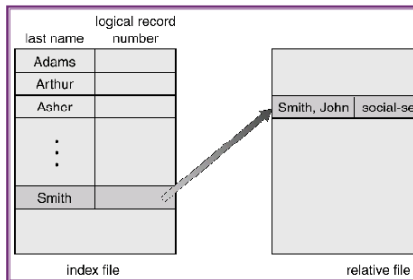 logical record
last name number
Adams
Arthur
Asher
Smith
Smith, John social-se
index file relative file